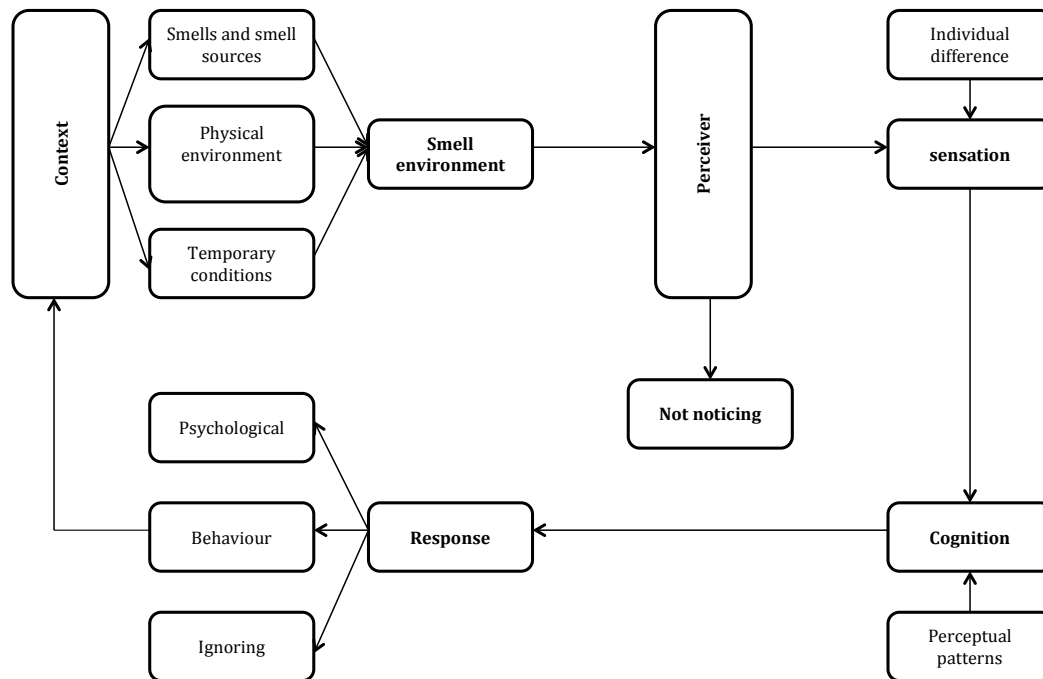 Context
Smells and smell
sources
Physical
environment
Temporary
conditions
Smell
environment
Perceiver
Individual
difference
sensation
Not noticing
Psychological
Behaviour
Ignoring
Response
Cognition
Perceptual
patterns